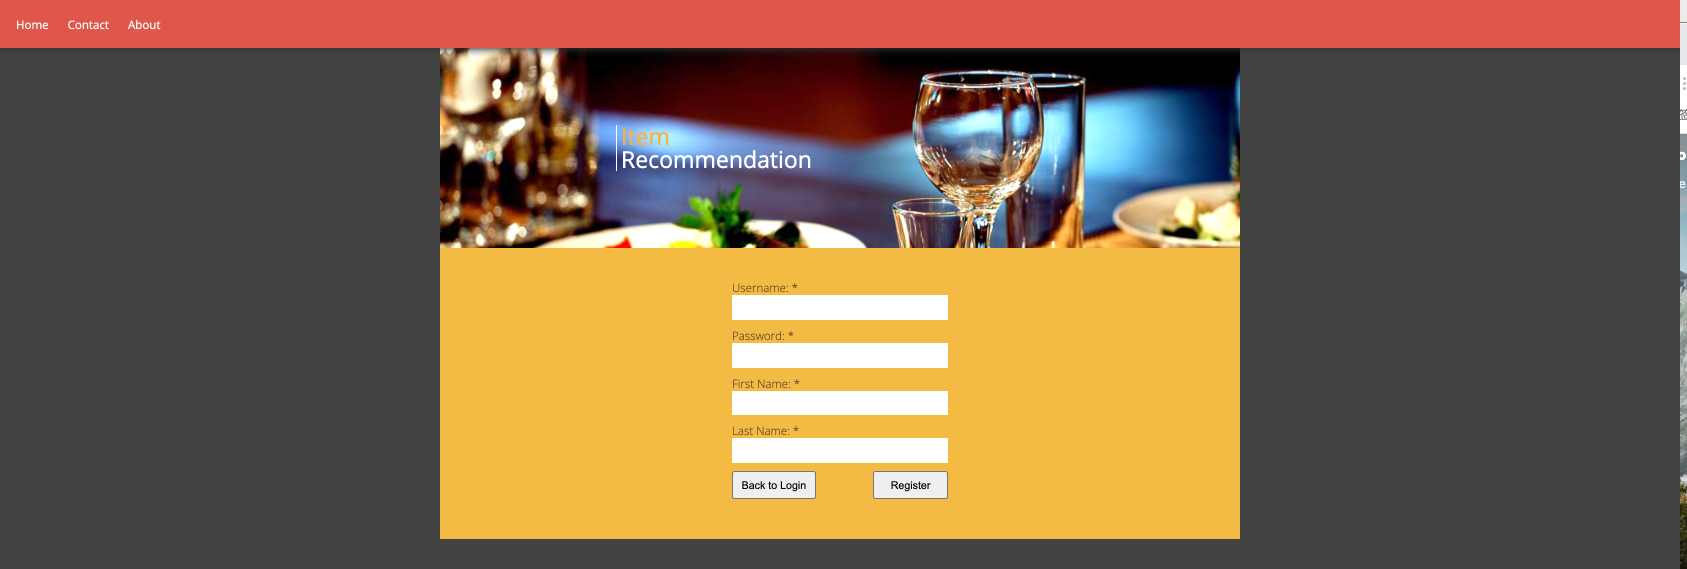 Home Contact About
Item
Recommendation
Username: *
Password: *
First Name: *
Last Name: *
Back to Login Register